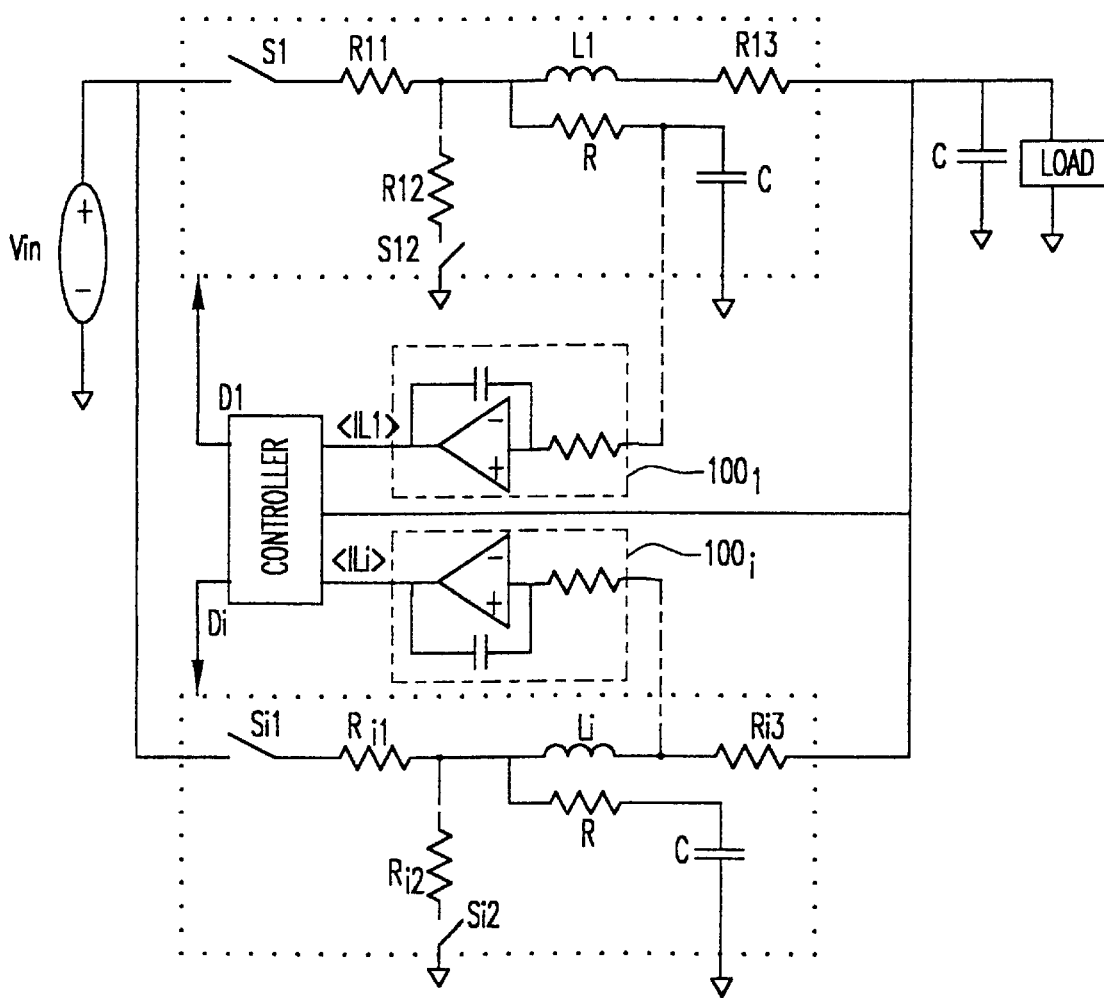 S1
R11
L1
R13
R
C
R12
S12
C
LOAD
+
Vin
−
D1
<IL1>
−
+
100₁
CONTROLLER
<ILi>
−
+
100i
Di
Si1
Ri1
Li
Ri3
R
C
Ri2
Si2